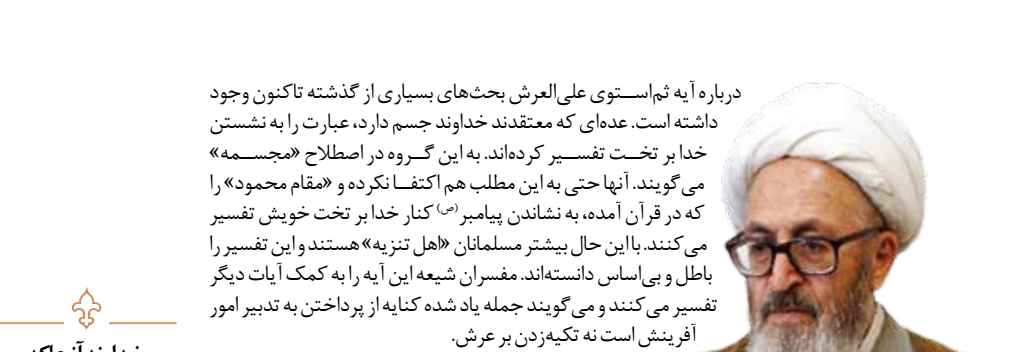 درباره آیه ثم‌استوی علی‌العرش بحث‌های بسیاری از گذشته تاکنون وجود
داشته است. عده‌ای که معتقدند خداوند جسم دارد، عبارت را به نشستن
خدا بر تخت تفسیر کرده‌اند. به این گروه در اصطلاح «مجسمه»
می‌گویند. آنها حتی به این مطلب هم اکتفا نکرده و «مقام محمود» را
که در قرآن آمده، به نشاندن پیامبر(ص) کنار خدا بر تخت خویش تفسیر
می‌کنند. با این حال بیشتر مسلمانان «اهل تنزیه» هستند و این تفسیر را
باطل و بی‌اساس دانسته‌اند. مفسران شیعه این آیه را به کمک آیات دیگر
تفسیر می‌کنند و می‌گویند جمله یاد شده کنایه از پرداختن به تدبیر امور
آفرینش است نه تکیه‌زدن بر عرش.